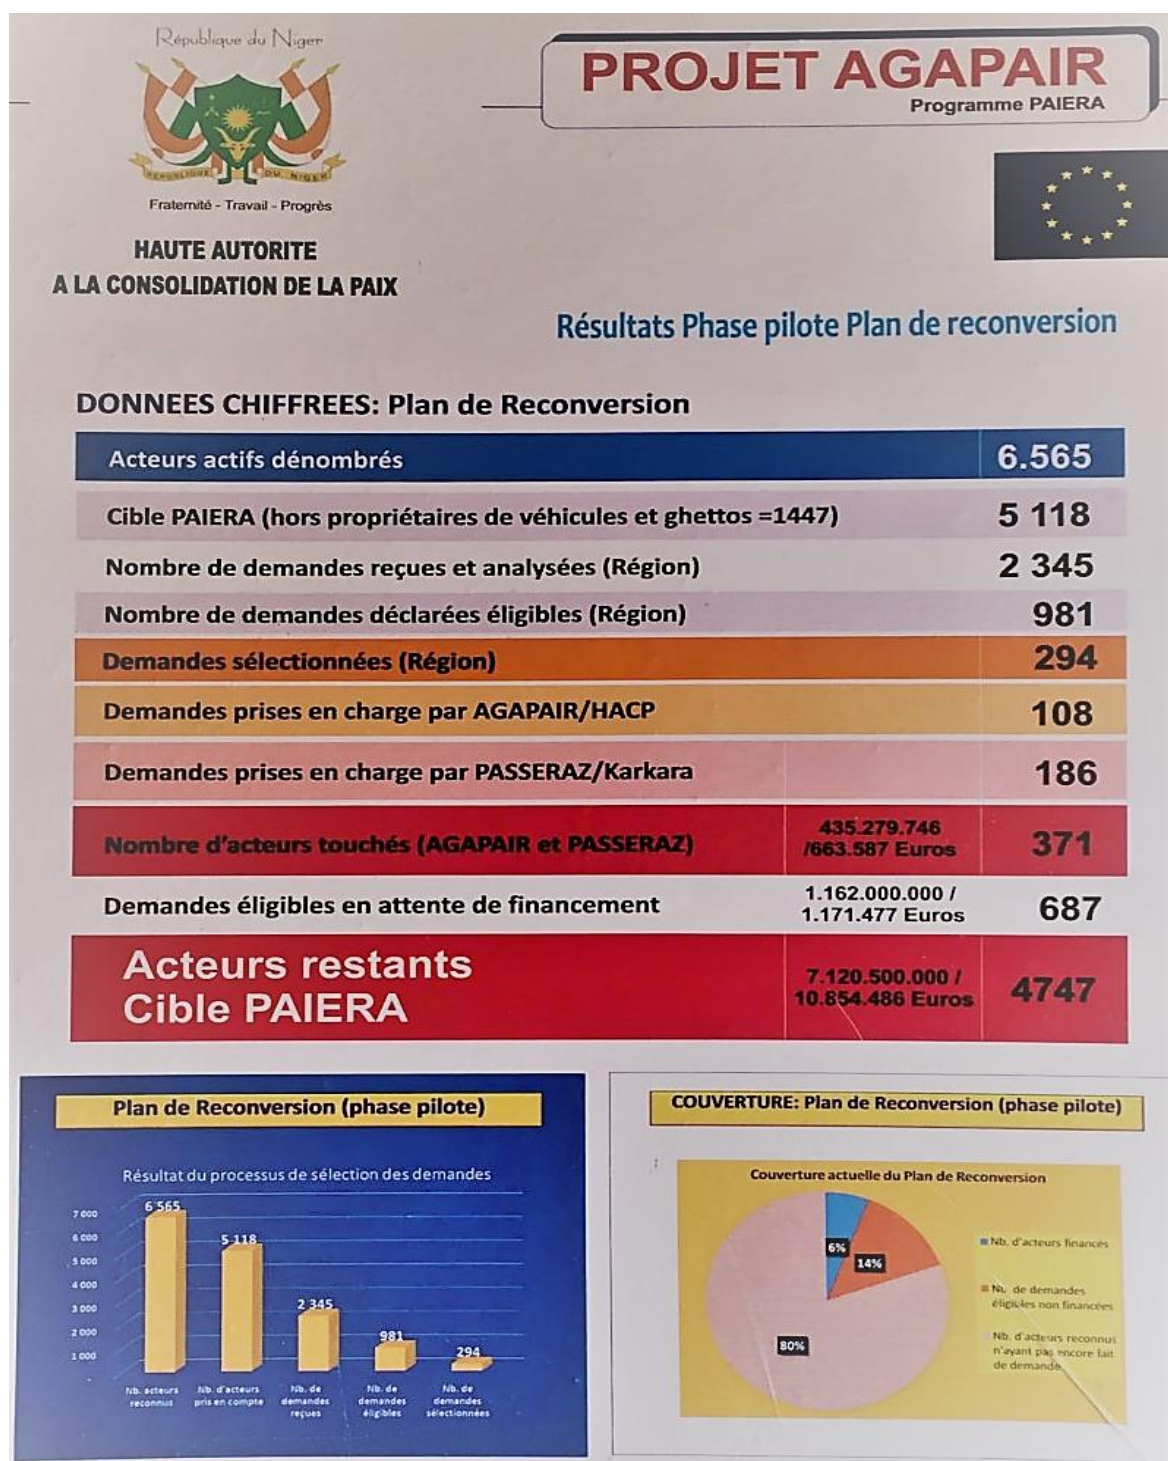 République du Niger
REPUBLIQUE DU NIGER
Fraternité - Travail - Progrès
HAUTE AUTORITE
A LA CONSOLIDATION DE LA PAIX
PROJET AGAPAIR
Programme PAIERA
Résultats Phase pilote Plan de reconversion
DONNEES CHIFFREES: Plan de Reconversion
Acteurs actifs dénombrés 6.565
Cible PAIERA (hors propriétaires de véhicules et ghettos =1447) 5 118
Nombre de demandes reçues et analysées (Région) 2 345
Nombre de demandes déclarées éligibles (Région) 981
Demandes sélectionnées (Région) 294
Demandes prises en charge par AGAPAIR/HACP 108
Demandes prises en charge par PASSERAZ/Karkara 186
Nombre d'acteurs touchés (AGAPAIR et PASSERAZ) 435.279.746 /663.587 Euros 371
Demandes éligibles en attente de financement 1.162.000.000 / 1.171.477 Euros 687
Acteurs restants
Cible PAIERA 7.120.500.000 / 10.854.486 Euros 4747
Plan de Reconversion (phase pilote)
Résultat du processus de sélection des demandes
7 000
6 000
5 000
4 000
3 000
2 000
1 000
-
6 565
5 118
2 345
981
294
Nb. acteurs reconnus
Nb. d'acteurs pris en compte
Nb. de demandes reçues
Nb. de demandes éligibles
Nb. de demandes sélectionnées
COUVERTURE: Plan de Reconversion (phase pilote)
Couverture actuelle du Plan de Reconversion
6%
14%
80%
Nb. d'acteurs financés
de demandes
éligibles non financées
Nb. d'acteurs reconnus
n'ayant pas encore fait
de demande